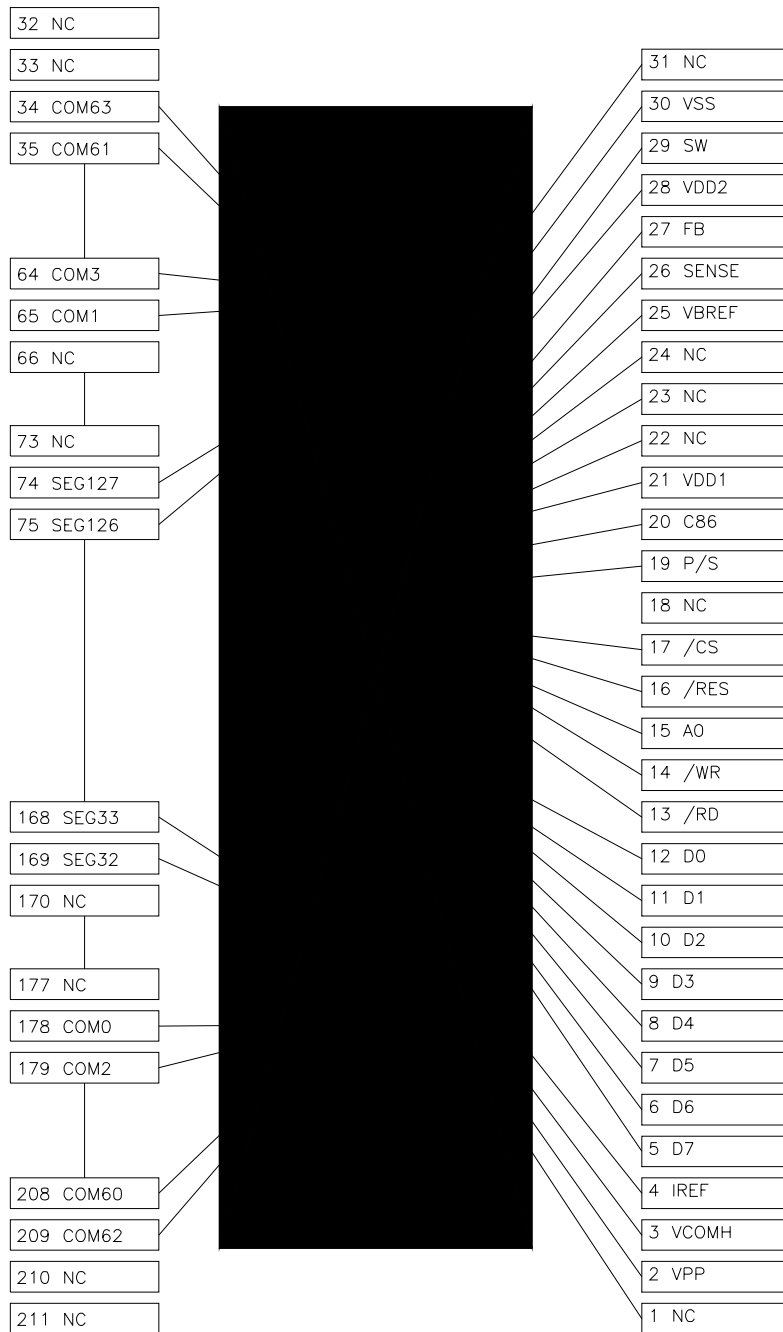 32 NC
33 NC
34 COM63
35 COM61
64 COM3
65 COM1
66 NC
73 NC
74 SEG127
75 SEG126
168 SEG33
169 SEG32
170 NC
177 NC
178 COM0
179 COM2
208 COM60
209 COM62
210 NC
211 NC
31 NC
30 VSS
29 SW
28 VDD2
27 FB
26 SENSE
25 VBREF
24 NC
23 NC
22 NC
21 VDD1
20 C86
19 P/S
18 NC
17 /CS
16 /RES
15 A0
14 /WR
13 /RD
12 D0
11 D1
10 D2
9 D3
8 D4
7 D5
6 D6
5 D7
4 IREF
3 VCOMH
2 VPP
1 NC